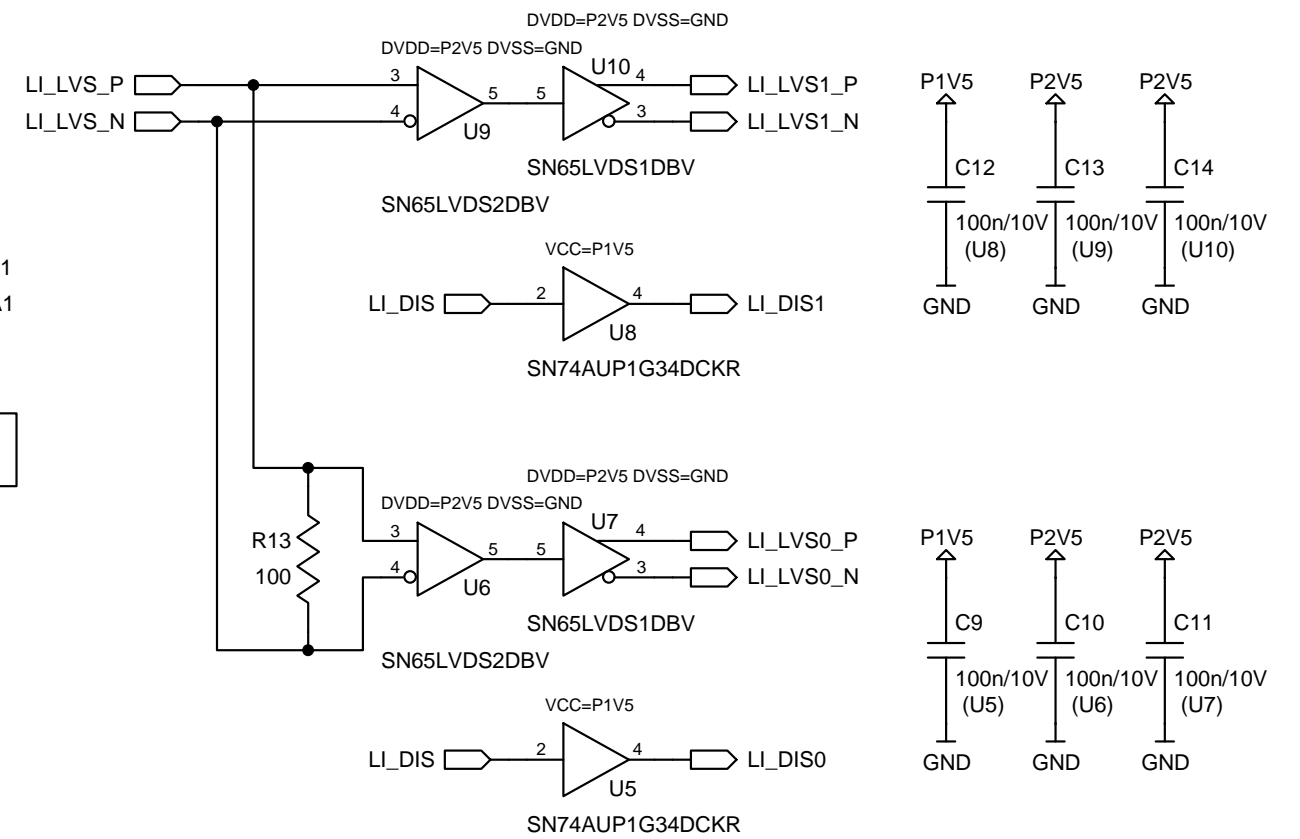 DVDD=P2V5 DVSS=GND
DVDD=P2V5 DVSS=GND
LI_LVS_P 3 U10 4 LI_LVS1_P
5 5
LI_LVS_N 4 U9 3 LI_LVS1_N
SN65LVDS1DBV
SN65LVDS2DBV
P1V5 P2V5 P2V5
C12 C13 C14
100n/10V 100n/10V 100n/10V
(U8) (U9) (U10)
GND GND GND
VCC=P1V5
LI_DIS 2 4 LI_DIS1
U8
SN74AUP1G34DCKR
1
A1
DVDD=P2V5 DVSS=GND
DVDD=P2V5 DVSS=GND
R13 3 U7 4 LI_LVS0_P
5 5
100 4 U6 3 LI_LVS0_N
SN65LVDS1DBV
SN65LVDS2DBV
P1V5 P2V5 P2V5
C9 C10 C11
100n/10V 100n/10V 100n/10V
(U5) (U6) (U7)
GND GND GND
VCC=P1V5
LI_DIS 2 4 LI_DIS0
U5
SN74AUP1G34DCKR